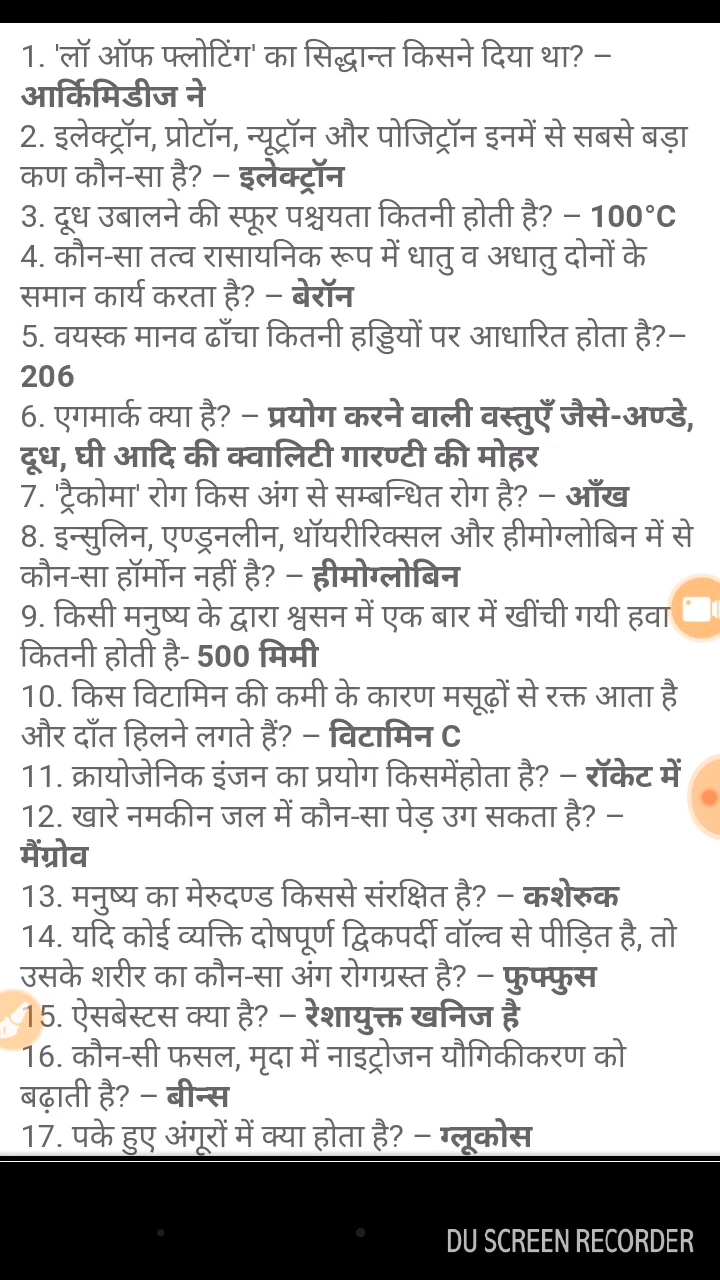 1. 'लॉ ऑफ फ्लोटिंग' का सिद्धान्त किसने दिया था? –
आर्किमिडीज ने
2. इलेक्ट्रॉन, प्रोटॉन, न्यूट्रॉन और पोजिट्रॉन इनमें से सबसे बड़ा
कण कौन-सा है? – इलेक्ट्रॉन
3. दूध उबालने की स्फूर पश्चयता कितनी होती है? – 100°C
4. कौन-सा तत्व रासायनिक रूप में धातु व अधातु दोनों के
समान कार्य करता है? – बेरॉन
5. वयस्क मानव ढाँचा कितनी हड्डियों पर आधारित होता है?–
206
6. एगमार्क क्या है? – प्रयोग करने वाली वस्तुएँ जैसे-अण्डे,
दूध, घी आदि की क्वालिटी गारण्टी की मोहर
7. 'ट्रैकोमा' रोग किस अंग से सम्बन्धित रोग है? – आँख
8. इन्सुलिन, एण्ड्रनलीन, थॉयरीरिक्सल और हीमोग्लोबिन में से
कौन-सा हॉर्मोन नहीं है? – हीमोग्लोबिन
9. किसी मनुष्य के द्वारा श्वसन में एक बार में खींची गयी हवा
कितनी होती है- 500 मिमी
10. किस विटामिन की कमी के कारण मसूढ़ों से रक्त आता है
और दाँत हिलने लगते हैं? – विटामिन C
11. क्रायोजेनिक इंजन का प्रयोग किसमेंहोता है? – रॉकेट में
12. खारे नमकीन जल में कौन-सा पेड़ उग सकता है? –
मैंग्रोव
13. मनुष्य का मेरुदण्ड किससे संरक्षित है? – कशेरुक
14. यदि कोई व्यक्ति दोषपूर्ण द्विकपर्दी वॉल्व से पीड़ित है, तो
उसके शरीर का कौन-सा अंग रोगग्रस्त है? – फुफ्फुस
15. ऐसबेस्टस क्या है? – रेशायुक्त खनिज है
16. कौन-सी फसल, मृदा में नाइट्रोजन यौगिकीकरण को
बढ़ाती है? – बीन्स
17. पके हुए अंगूरों में क्या होता है? – ग्लूकोस
DU SCREEN RECORDER